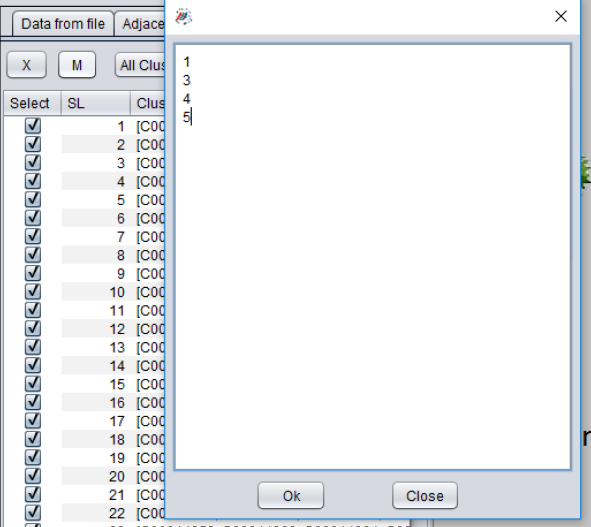 Data from file Adjace
X M All Clus
Select SL Clus
1 [C00
2 [C00
3 [C00
4 [C00
5 [C00
6 [C00
7 [C00
8 [C00
9 [C00
10 [C00
11 [C00
12 [C00
13 [C00
14 [C00
15 [C00
16 [C00
17 [C00
18 [C00
19 [C00
20 [C00
21 [C00
22 [C00
1
3
4
5
Ok Close